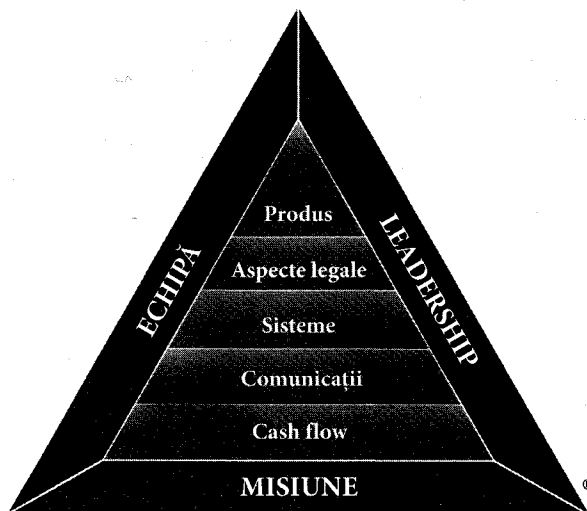 Produs
Aspecte legale
Sisteme
Comunicații
Cash flow
ECHIPĂ
LEADERSHIP
MISIUNE
®